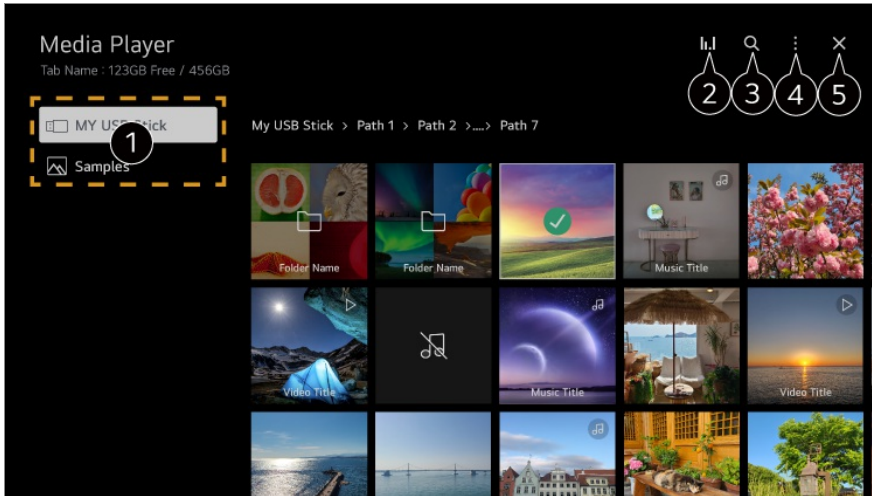 Media Player
Tab Name : 123GB Free / 456GB
2 3 4 5
MY USB Stick
1
Samples
My USB Stick > Path 1 > Path 2 >....> Path 7
Folder Name
Folder Name
Music Title
Video Title
Music Title
Video Title